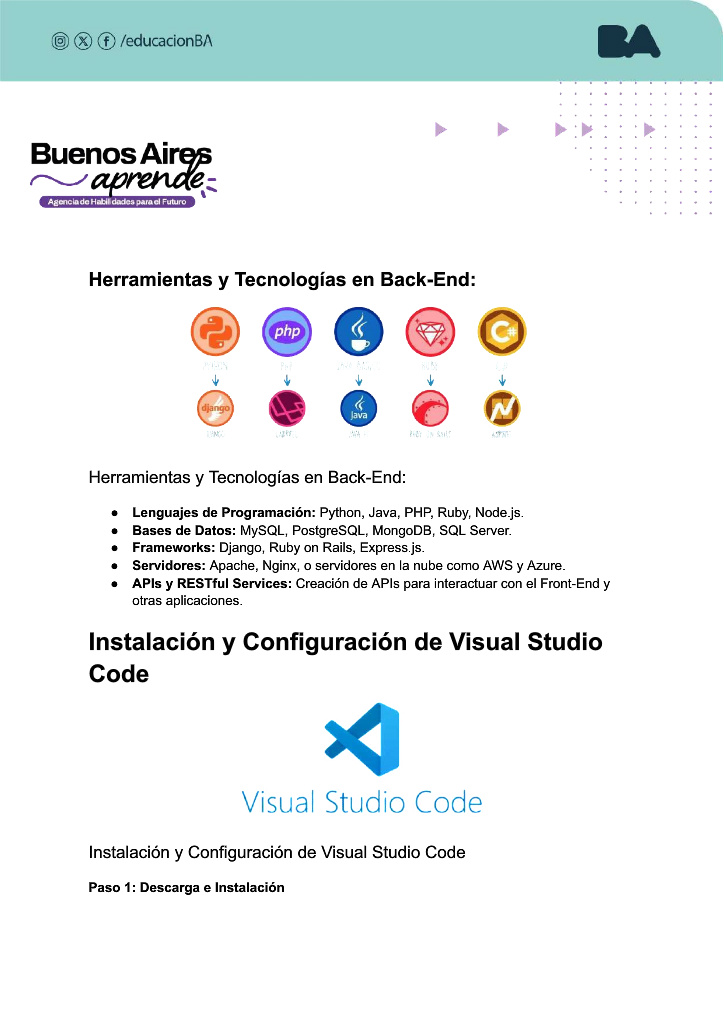 /educacionBA
BA
Buenos Aires
aprende
Agencia de Habilidades para el Futuro
Herramientas y Tecnologías en Back-End:
php
C#
django
Java
Herramientas y Tecnologías en Back-End:
● Lenguajes de Programación: Python, Java, PHP, Ruby, Node.js.
● Bases de Datos: MySQL, PostgreSQL, MongoDB, SQL Server.
● Frameworks: Django, Ruby on Rails, Express.js.
● Servidores: Apache, Nginx, o servidores en la nube como AWS y Azure.
● APIs y RESTful Services: Creación de APIs para interactuar con el Front-End y
otras aplicaciones.
Instalación y Configuración de Visual Studio
Code
Visual Studio Code
Instalación y Configuración de Visual Studio Code
Paso 1: Descarga e Instalación